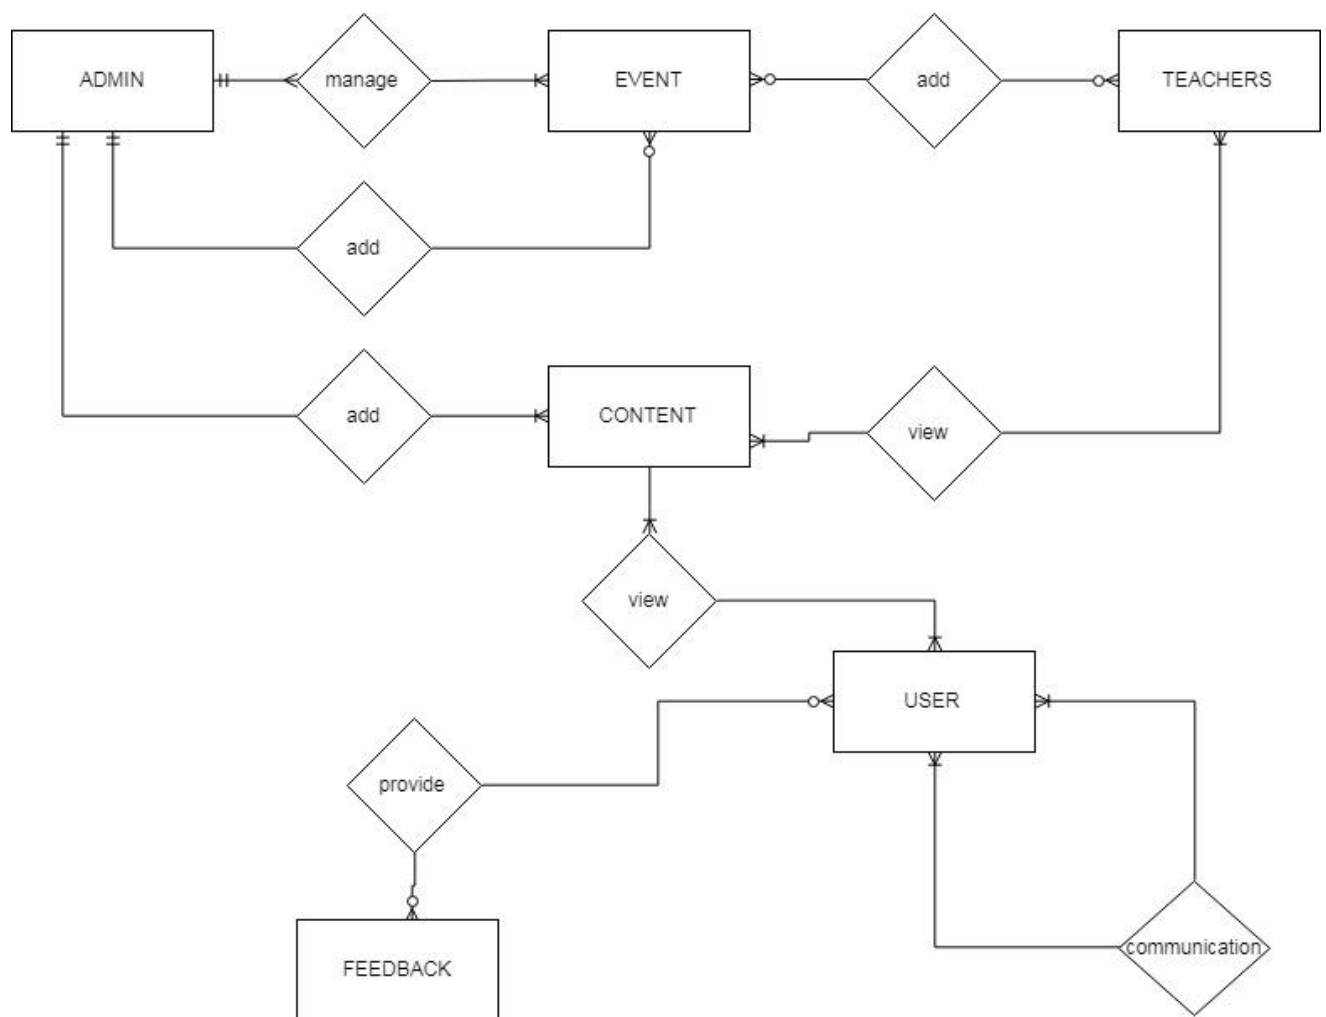 ADMIN
manage
EVENT
add
TEACHERS
add
add
CONTENT
view
view
USER
provide
communication
FEEDBACK